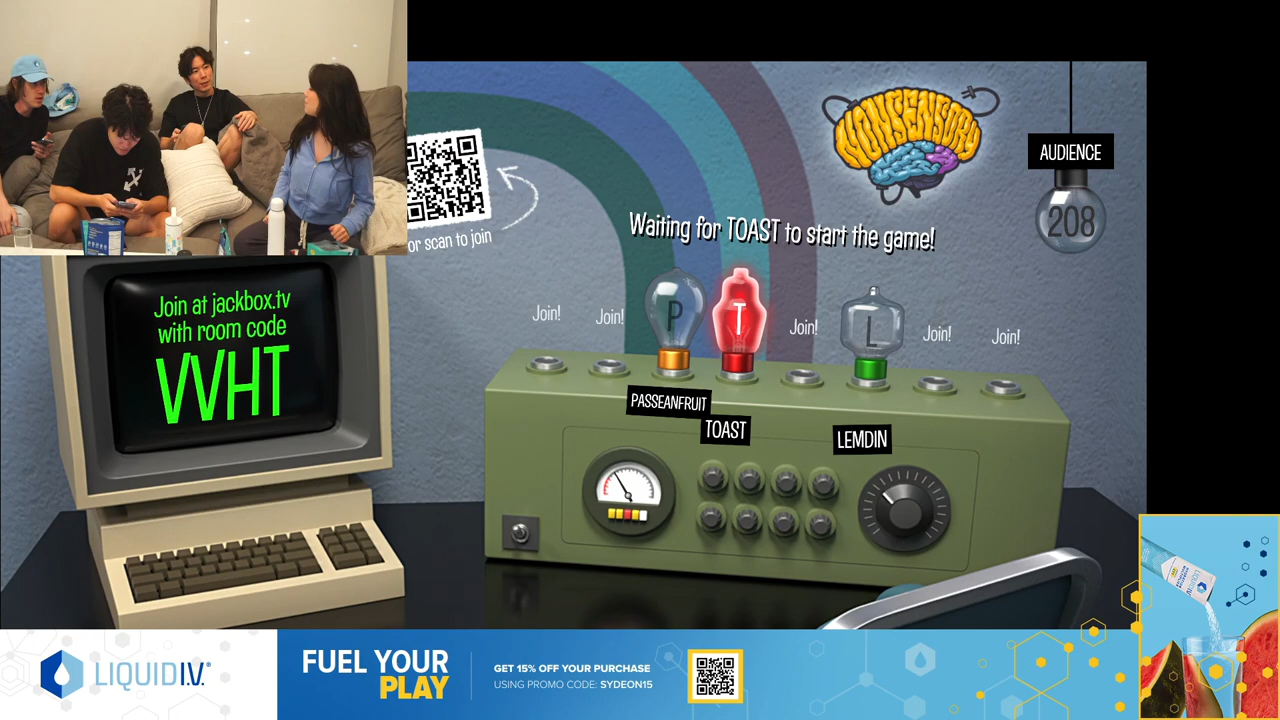 NONSENSORY
AUDIENCE
208
or scan to join
Waiting for TOAST to start the game!
Join at jackbox.tv
with room code
VVHT
Join!
Join!
P
T
Join!
L
Join!
Join!
PASSEANFRUIT
TOAST
LEMDIN
LIQUID I.V.®
FUEL YOUR
PLAY
GET 15% OFF YOUR PURCHASE
USING PROMO CODE: SYDEON15